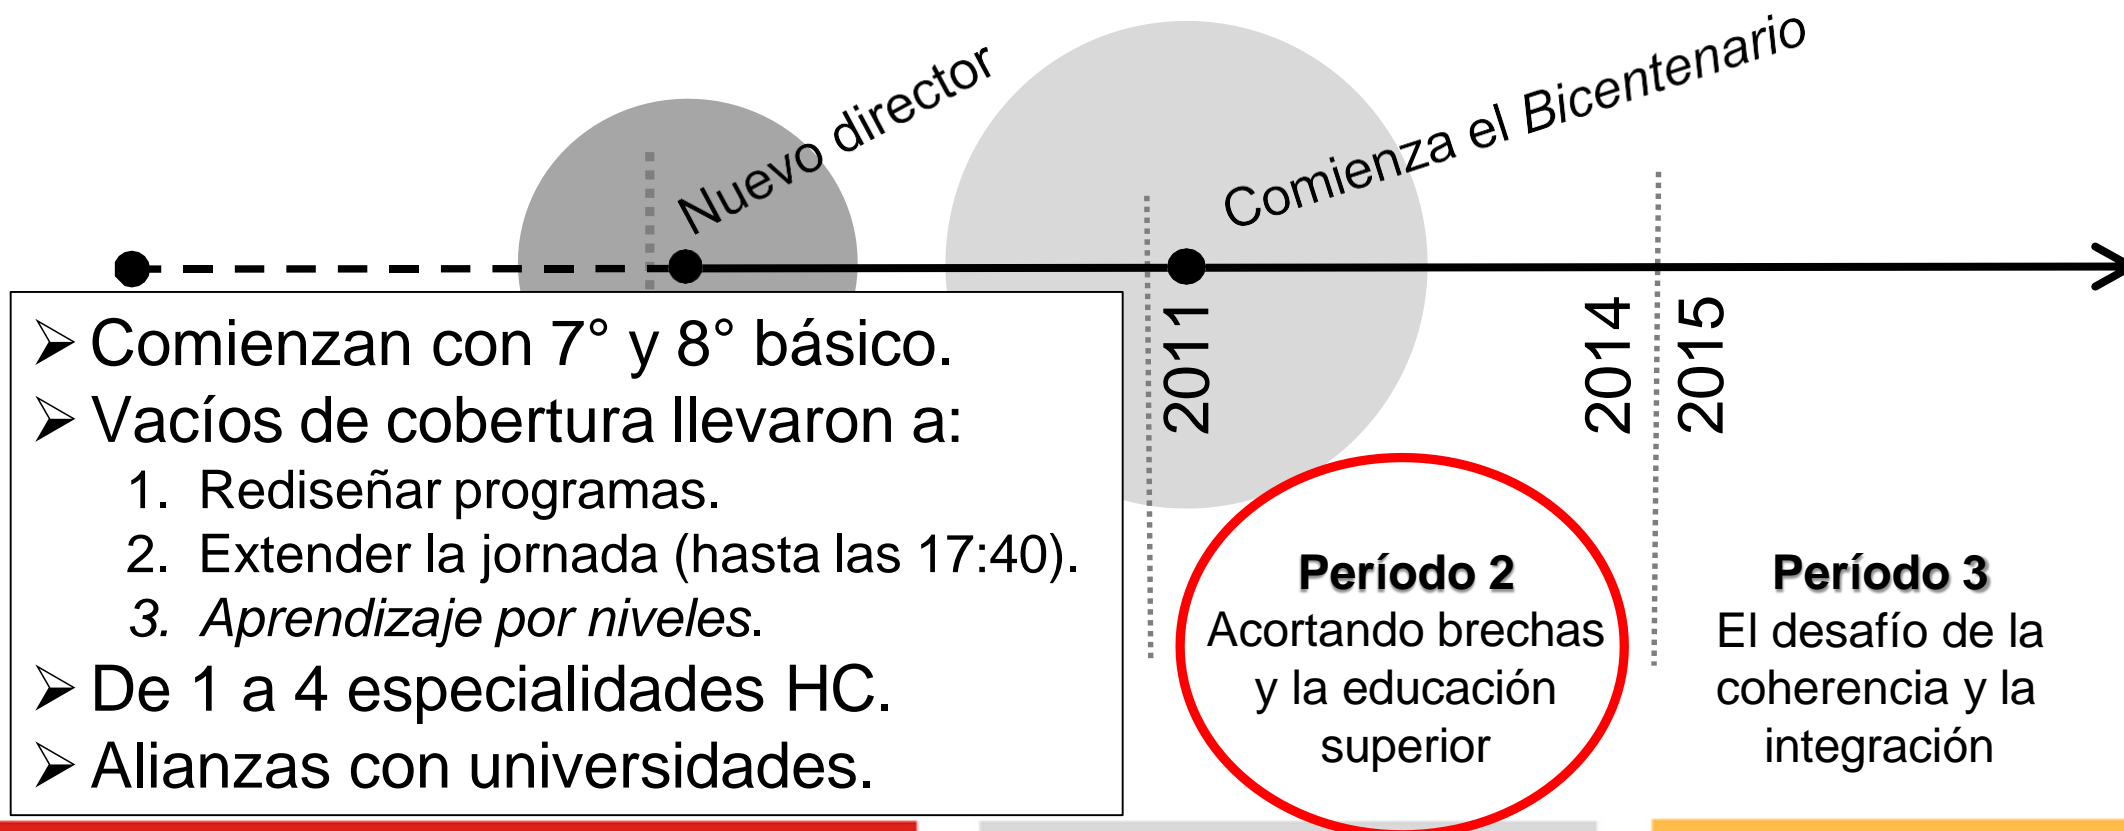 Nuevo director
Comienza el Bicentenario
2011
2014
2015
➢ Comienzan con 7° y 8° básico.
➢ Vacíos de cobertura llevaron a:
1. Rediseñar programas.
2. Extender la jornada (hasta las 17:40).
3. Aprendizaje por niveles.
➢ De 1 a 4 especialidades HC.
➢ Alianzas con universidades.
Período 2
Acortando brechas
y la educación
superior
Período 3
El desafío de la
coherencia y la
integración